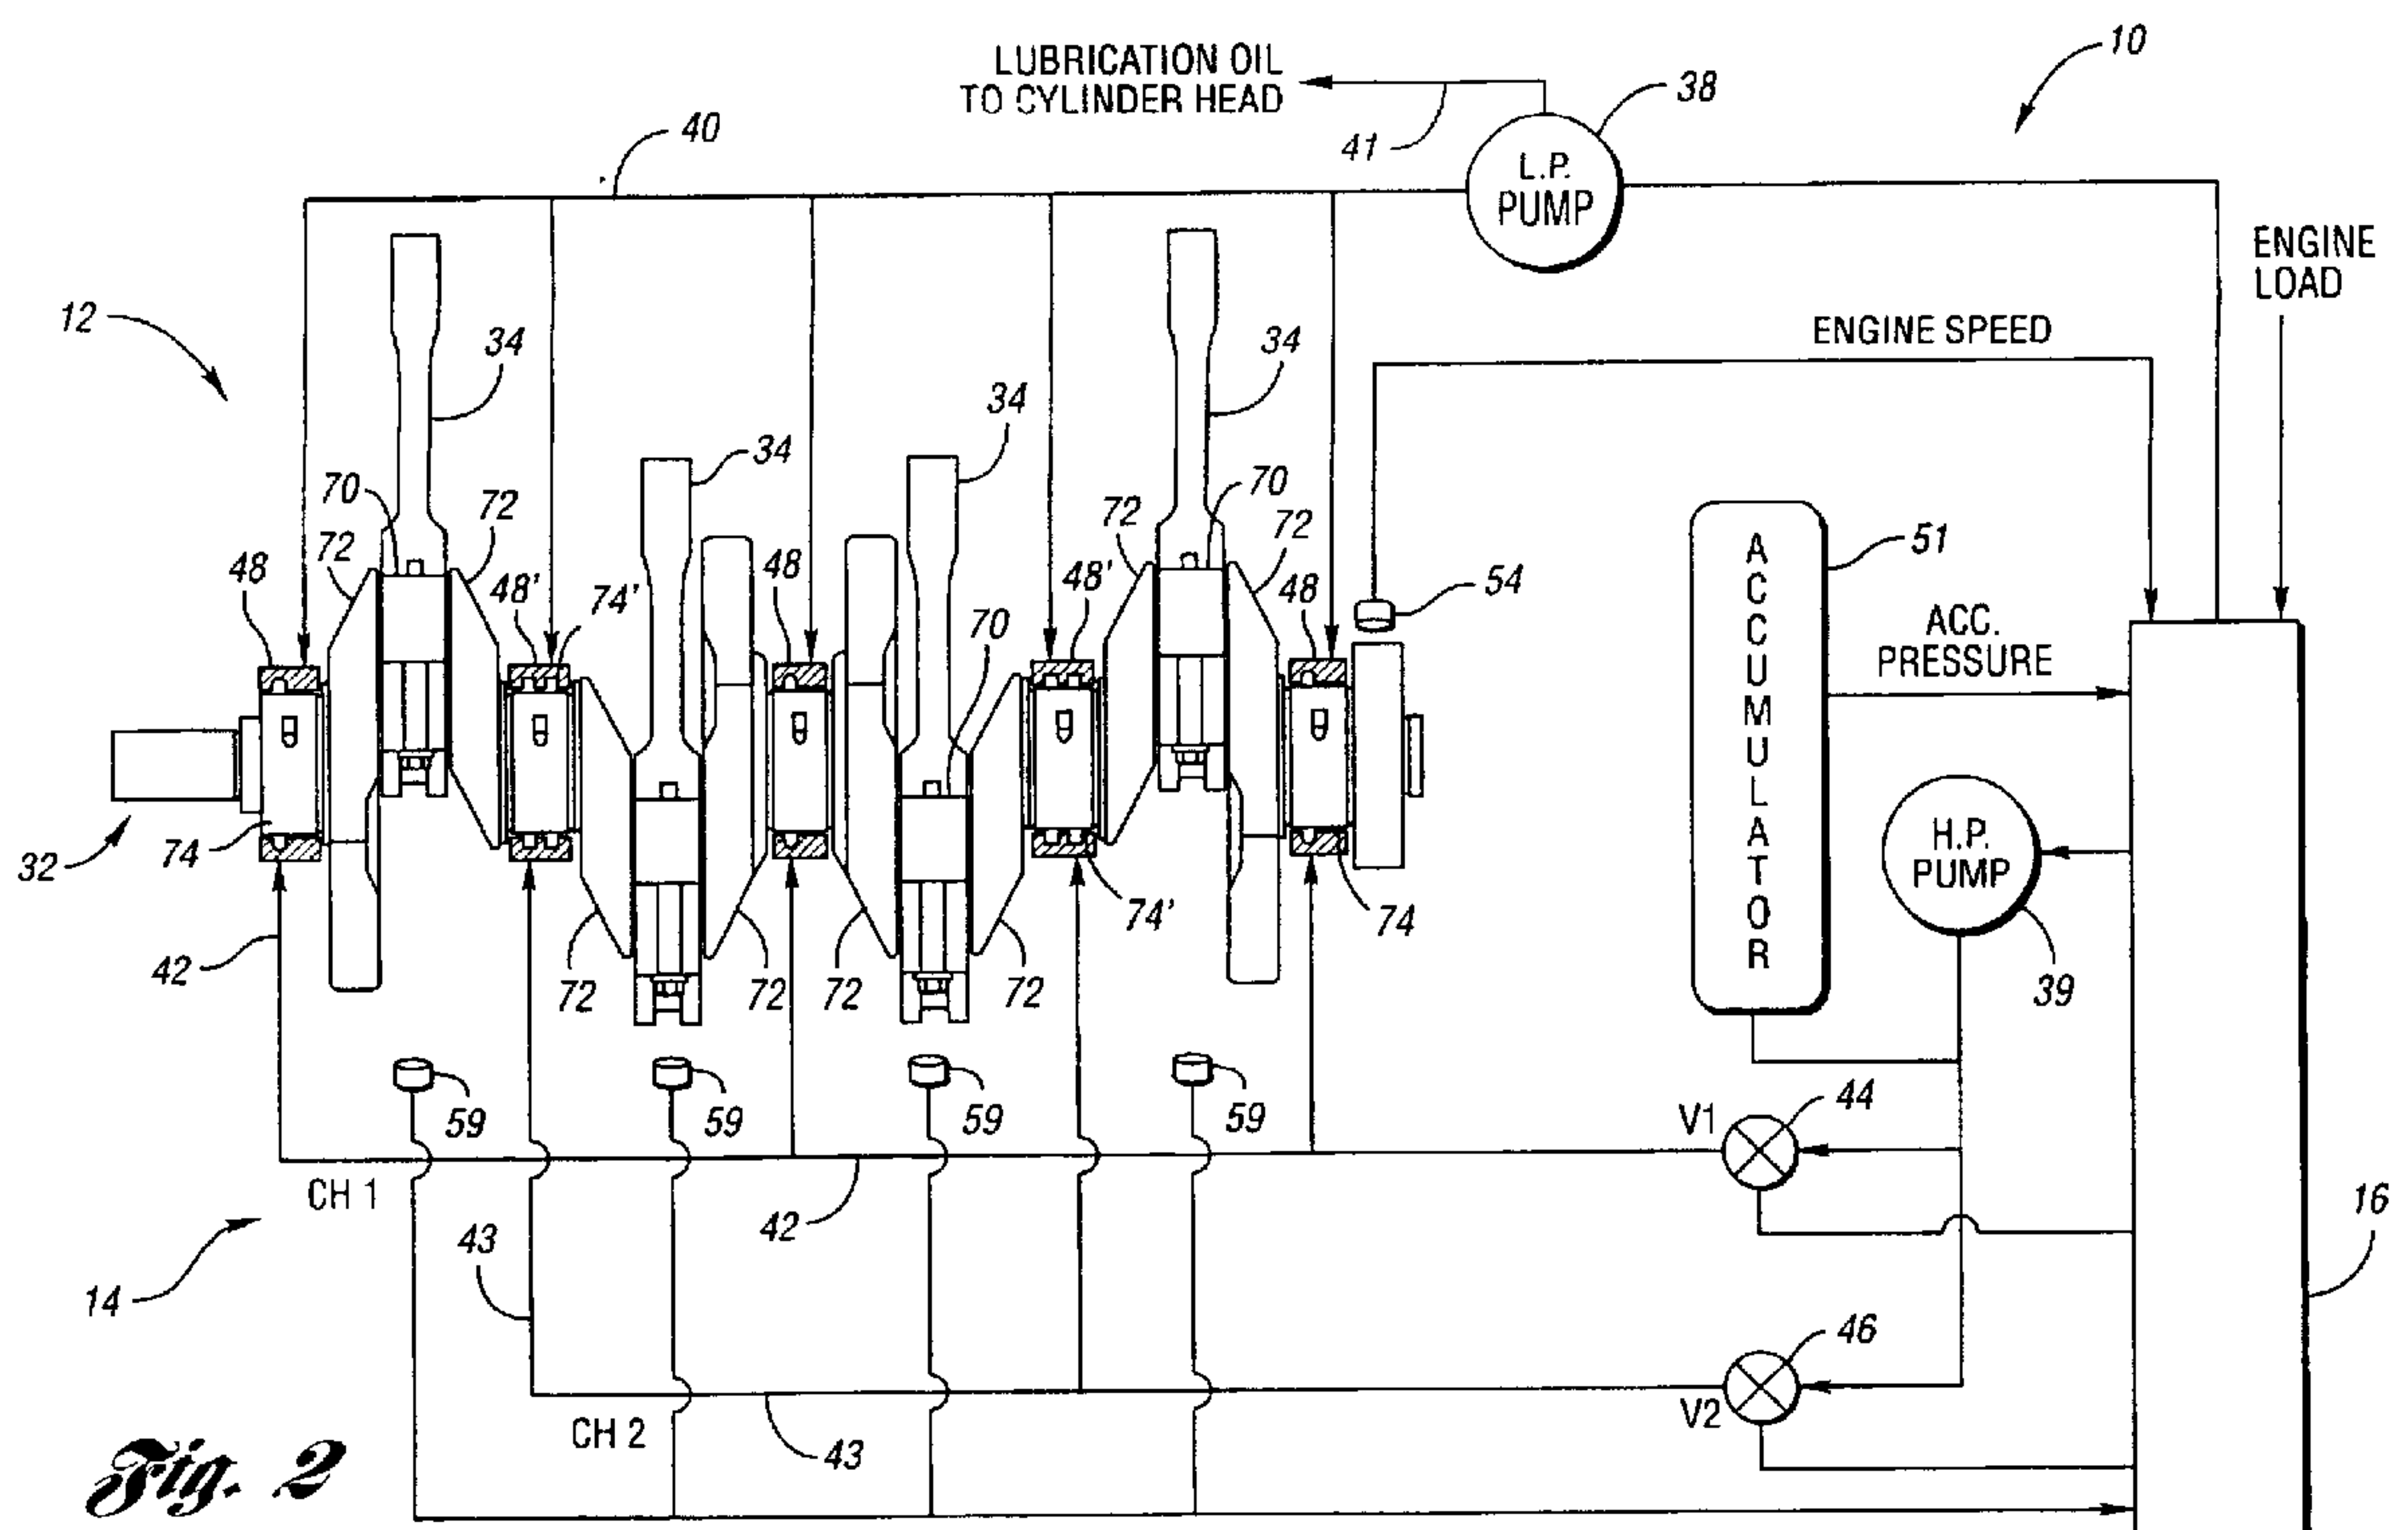 10
LUBRICATION OIL
TO CYLINDER HEAD
38
40
41
L.P.
PUMP
ENGINE
LOAD
12
ENGINE SPEED
34
34
34
34
70
72
70
72
72
72
48
48'
74'
48
70
48'
48
54
ACCUMULATOR
51
ACC.
PRESSURE
H.P.
PUMP
74
32
42
72
72
72
72
74'
74
39
59
59
59
59
V1
44
CH 1
42
16
43
14
46
V2
CH 2
43
Fig. 2